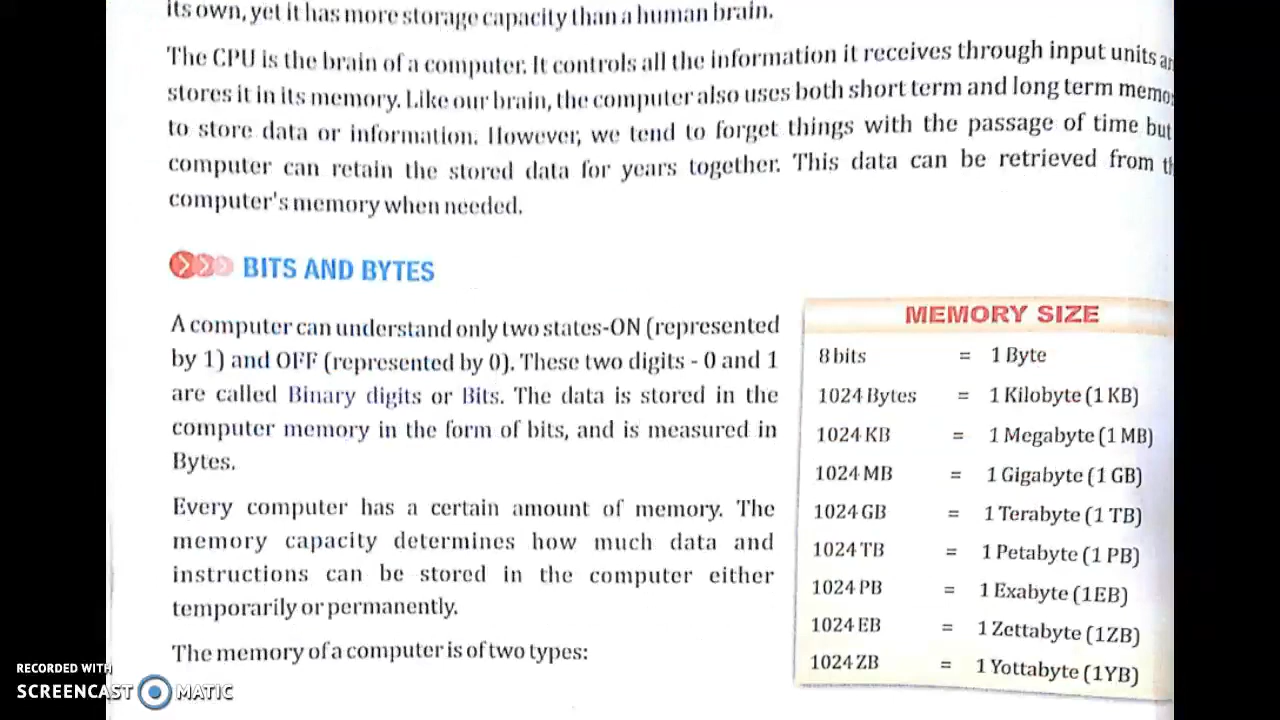 its own, yet it has more storage capacity than a human brain.
The CPU is the brain of a computer. It controls all the information it receives through input units
stores it in its memory. Like our brain, the computer also uses both short term and long term
to store data or information. However, we tend to forget things with the passage of time but
computer can retain the stored data for years together. This data can be retrieved from
computer's memory when needed.
BITS AND BYTES
A computer can understand only two states-ON (represented
by 1) and OFF (represented by 0). These two digits - 0 and 1
are called Binary digits or Bits. The data is stored in the
computer memory in the form of bits, and is measured in
Bytes.
Every computer has a certain amount of memory. The
memory capacity determines how much data and
instructions can be stored in the computer either
temporarily or permanently.
The memory of a computer is of two types:
MEMORY SIZE
8 bits = 1 Byte
1024 Bytes = 1 Kilobyte (1 KB)
1024 KB = 1 Megabyte (1 MB)
1024 MB = 1 Gigabyte (1 GB)
1024 GB = 1 Terabyte (1 TB)
1024 TB = 1 Petabyte (1 PB)
1024 PB = 1 Exabyte (1EB)
1024 EB = 1 Zettabyte (1ZB)
1024 ZB = 1 Yottabyte (1YB)
RECORDED WITH
SCREENCAST MATIC